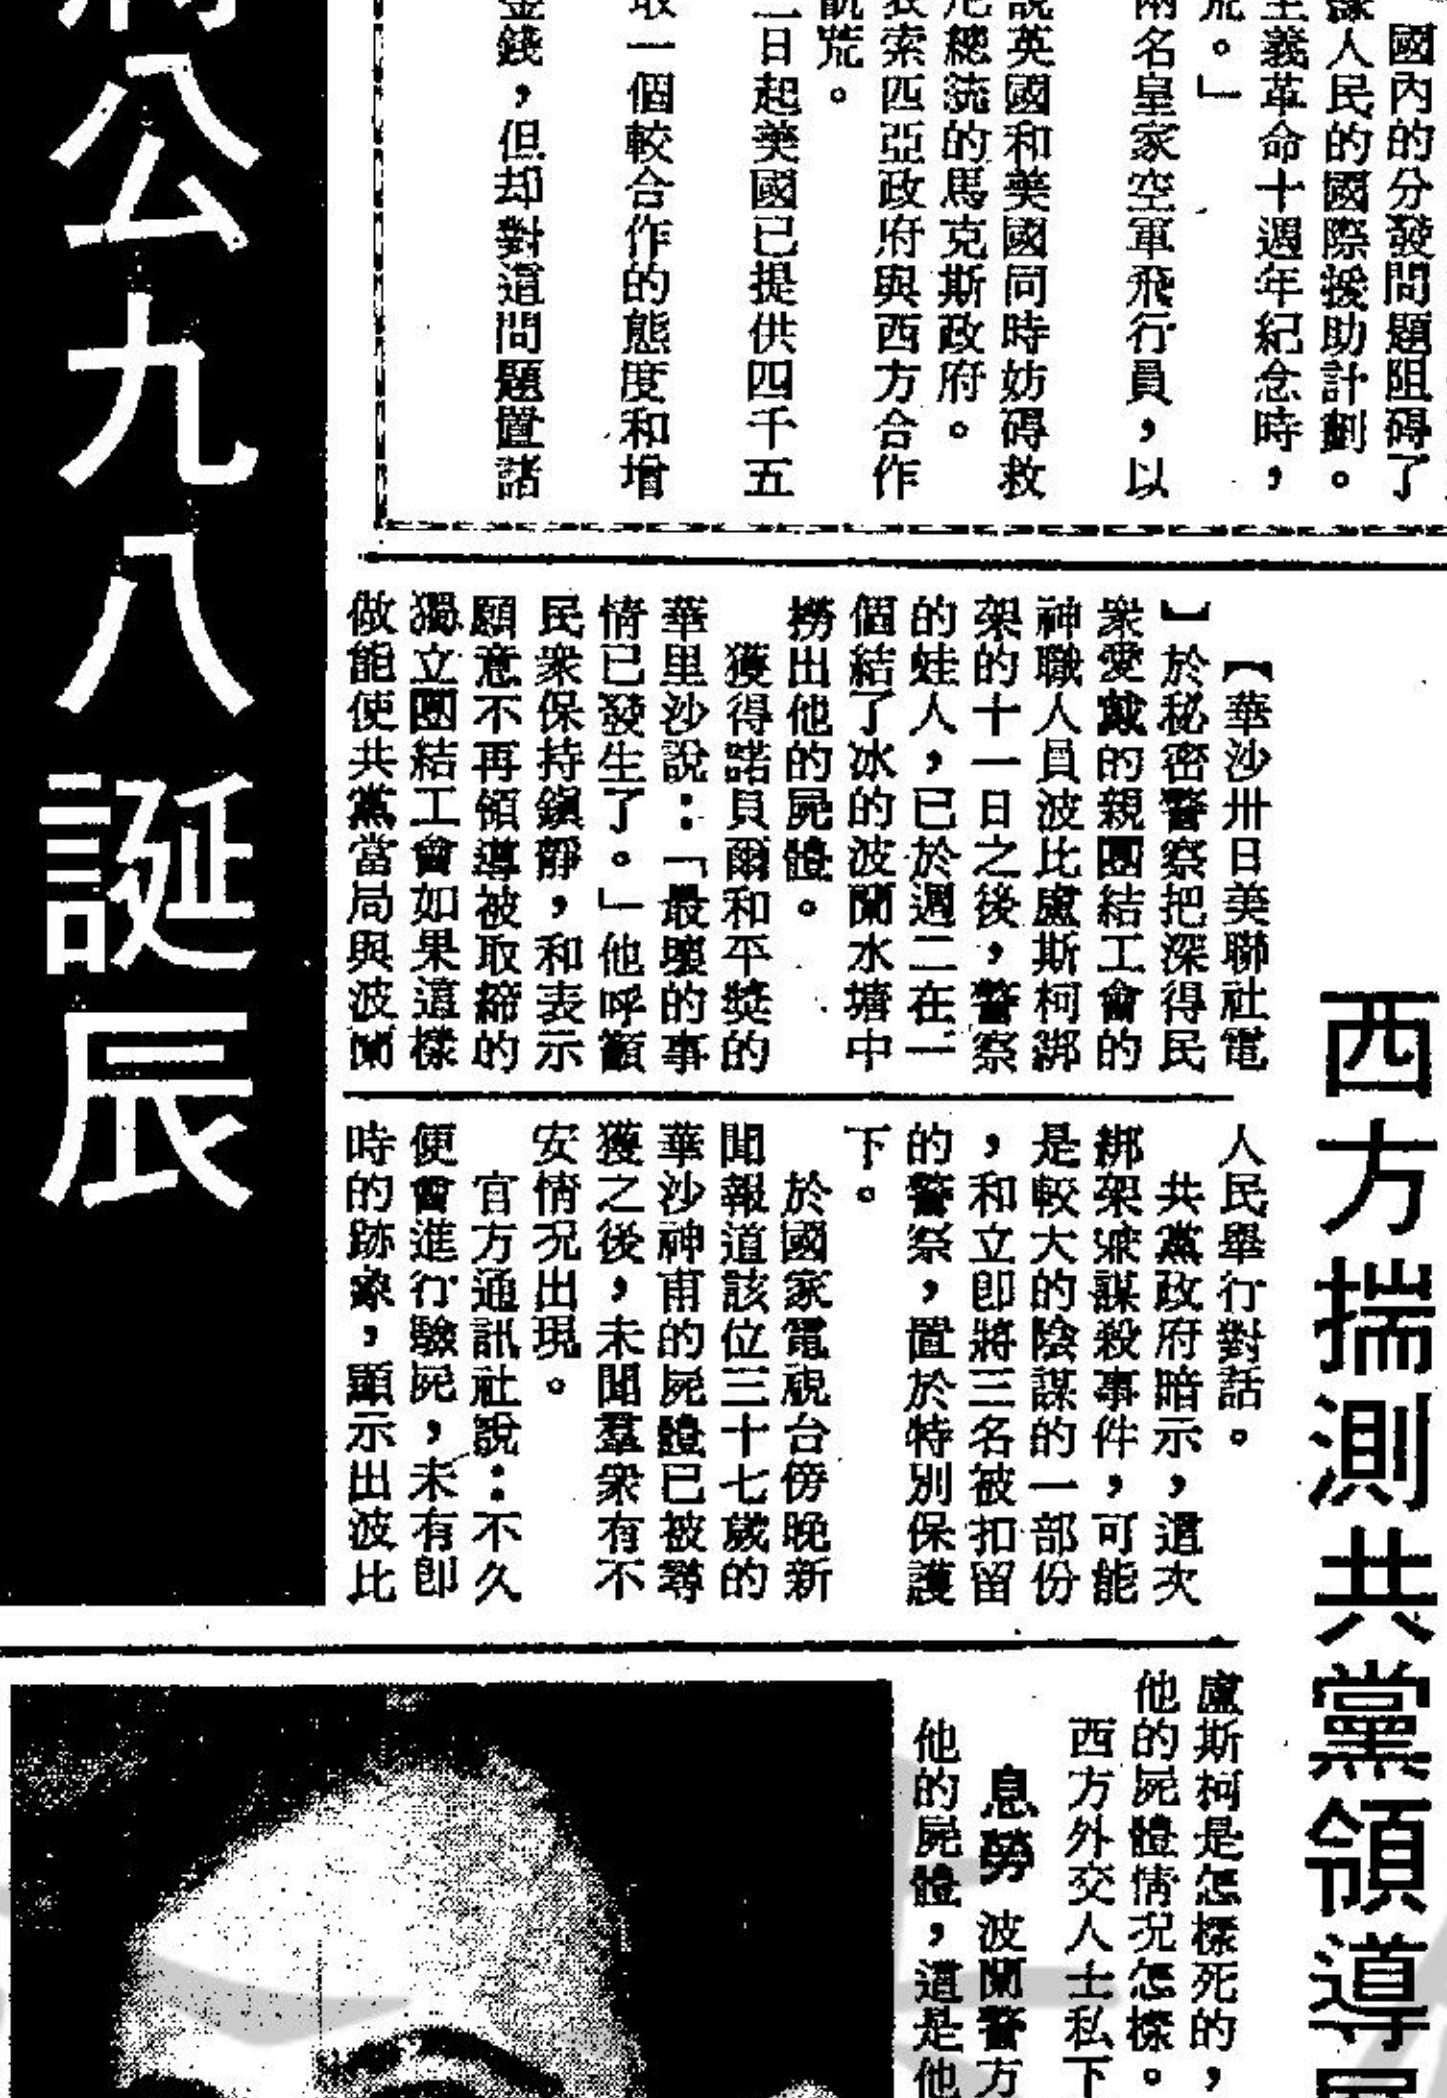 國內的分發問題阻碍了
人民的國際援助計劃。
主義革命十週年紀念時，
荒。」
兩名皇家空軍飛行員，以
說英國和美國同時妨碍救
總統的馬克斯政府。
衣索匹亞政府與西方合作
飢荒。
日起美國已提供四千五
取一個較合作的態度和增
金錢，但却對這問題置諸
西方揣測共黨領導
【華沙卅日美聯社電
】於秘密警察把深得民
衆愛戴的親團結工會的
神職人員波比盧斯柯綁
架的十一日之後，警察
的蛙人，已於週二在一
個結了冰的波蘭水塘中
撈出他的屍體。
獲得諾貝爾和平獎的
華里沙說：「最壞的事
情已發生了。」他呼籲
民衆保持鎮靜，和表示
願意不再領導被取締的
獨立團結工會如果這樣
做能使共黨當局與波蘭
人民舉行對話。
共黨政府暗示，這次
綁架兼謀殺事件，可能
是較大的陰謀的一部份
，和立即將三名被扣留
的警察，置於特別保護
下。
於國家電視台傍晚新
聞報道該位三十七歲的
華沙神甫的屍體已被尋
獲之後，未聞羣衆有不
安情况出現。
官方通訊社說：不久
便會進行驗屍，未有即
時的跡象，顯示出波比
盧斯柯是怎樣死的，
他的屍體情况怎樣。
西方外交人士私下
息勞
波蘭警方
他的屍體，這是他
公九八誕辰